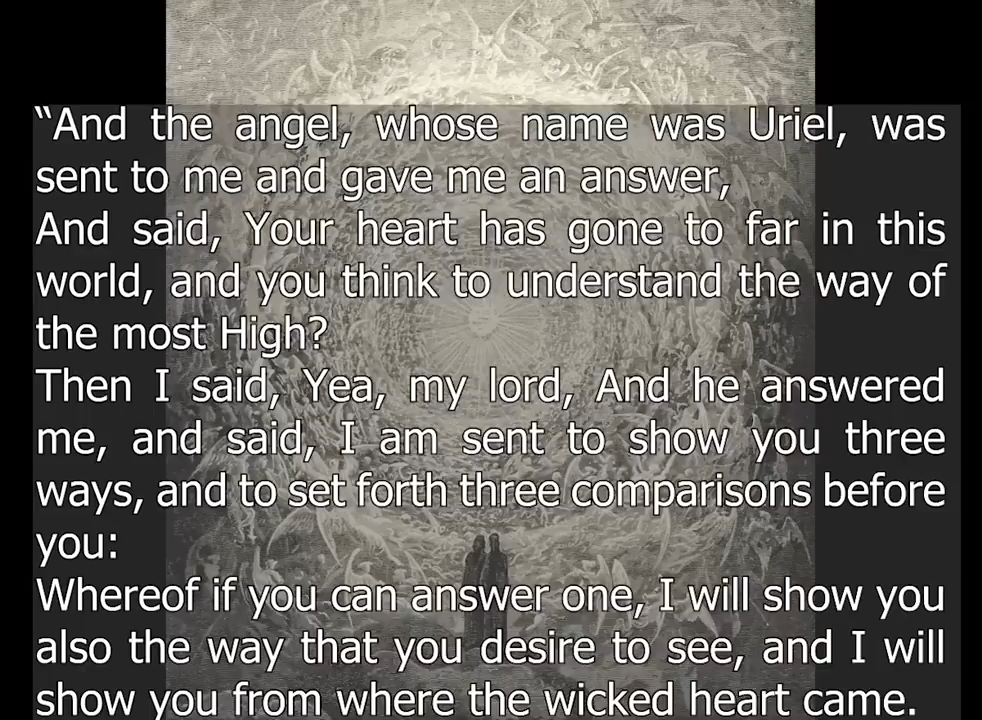 “And the angel, whose name was Uriel, was
sent to me and gave me an answer,
And said, Your heart has gone to far in this
world, and you think to understand the way of
the most High?
Then I said, Yea, my lord, And he answered
me, and said, I am sent to show you three
ways, and to set forth three comparisons before
you:
Whereof if you can answer one, I will show you
also the way that you desire to see, and I will
show you from where the wicked heart came.